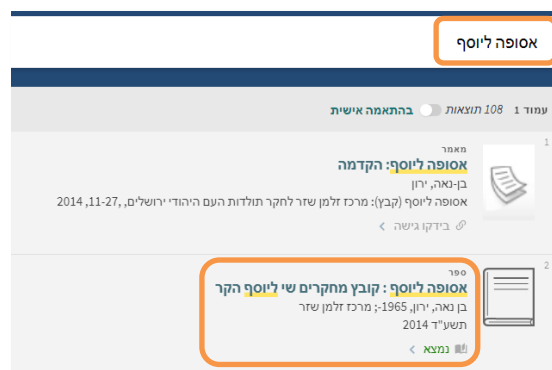 אסופה ליוסף
עמוד 1 108 תוצאות בהתאמה אישית
1
מאמר
אסופה ליוסף: הקדמה
בן-נאה, ירון
אסופה ליוסף (קבץ): מרכז זלמן שזר לחקר תולדות העם היהודי ירושלים, ,11-27, 2014
בידקו גישה
2
ספר
אסופה ליוסף : קובץ מחקרים שי ליוסף הקר
בן נאה, ירון, 1965-; מרכז זלמן שזר
תשע"ד 2014
נמצא